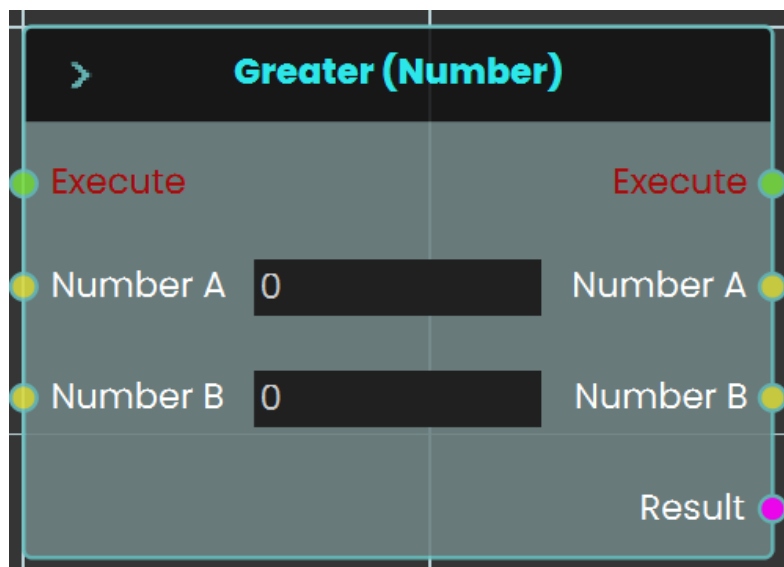 > Greater (Number)
Execute Execute
Number A 0 Number A
Number B 0 Number B
Result